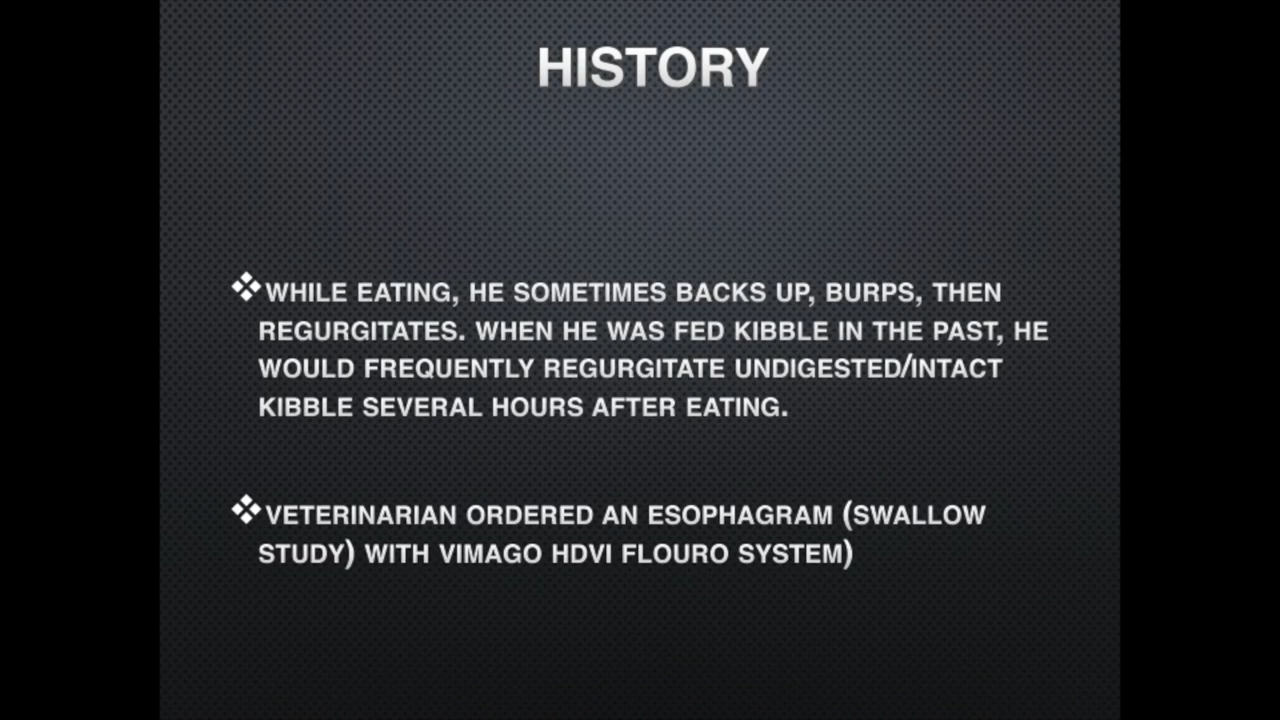 HISTORY
❖WHILE EATING, HE SOMETIMES BACKS UP, BURPS, THEN
REGURGITATES. WHEN HE WAS FED KIBBLE IN THE PAST, HE
WOULD FREQUENTLY REGURGITATE UNDIGESTED/INTACT
KIBBLE SEVERAL HOURS AFTER EATING.
❖VETERINARIAN ORDERED AN ESOPHAGRAM (SWALLOW
STUDY) WITH VIMAGO HDVI FLOURO SYSTEM)